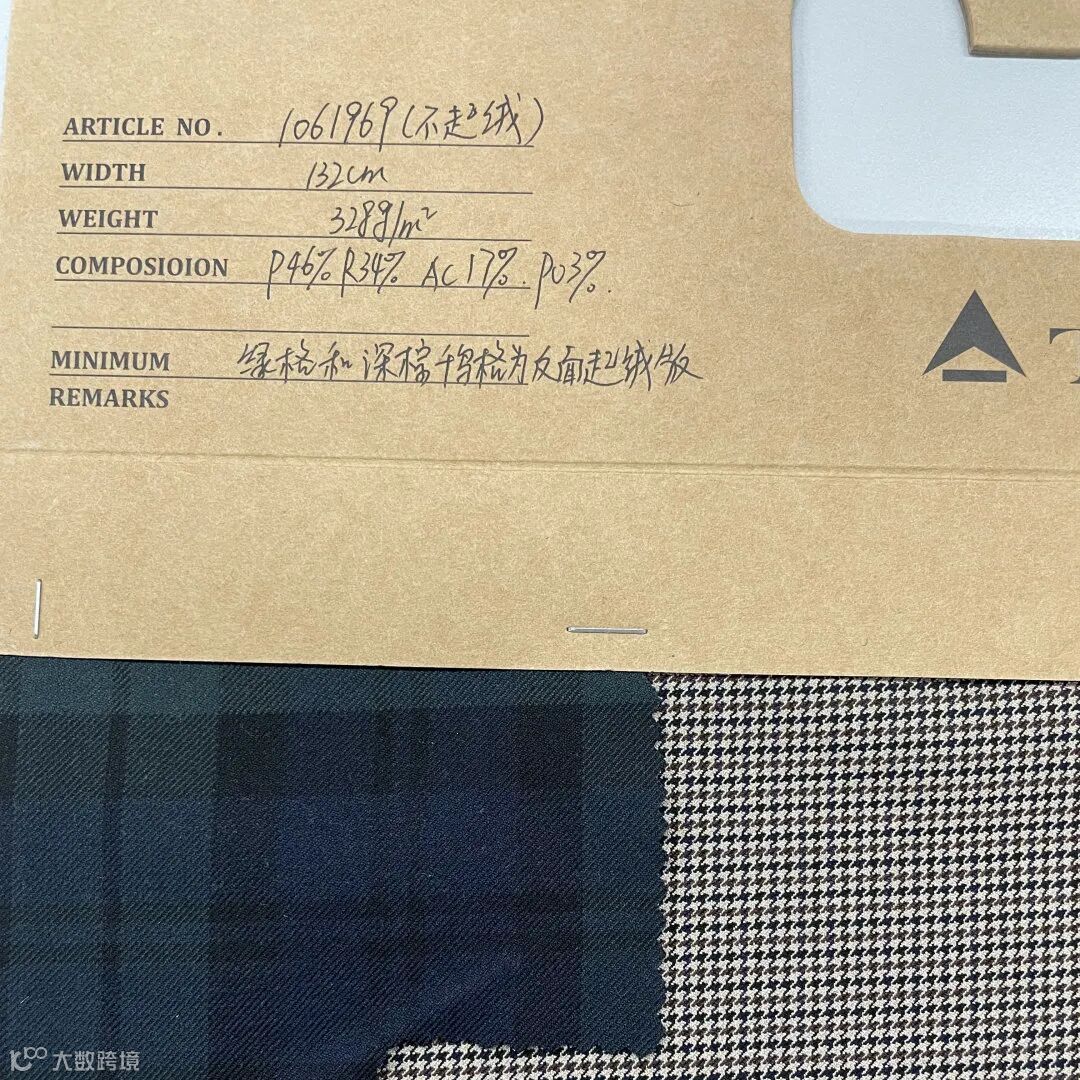 ARTICLE NO. 1061969(不起绒)
WIDTH 132cm
WEIGHT 328g/m²
COMPOSIOION P46% R34% AC17%. PU3%.
MINIMUM 绿格和深棕千鸟格为反面起绒版
REMARKS
大数跨境